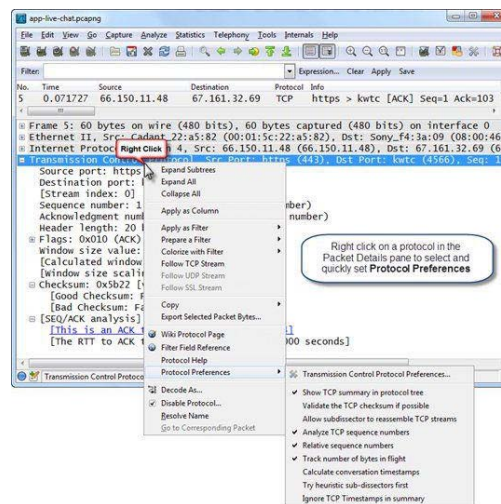 app-live-chat.pcapng
File Edit View Go Capture Analyze Statistics Telephony Tools Internals Help
Filter: Expression... Clear Apply Save
No. Time Source Destination Protocol Info
5 0.071727 66.150.11.48 67.161.32.69 TCP https > kwtc [ACK] Seq=1 Ack=103
Frame 5: 60 bytes on wire (480 bits), 60 bytes captured (480 bits) on interface 0
Ethernet II, Src: Cadant_22:a5:82 (00:01:5c:22:a5:82), Dst: Sony_f4:3a:09 (08:00:46
Internet Protoc 4, Src: 66.150.11.48 (66.150.11.48), Dst: 67.161.32.69 (6
Right Click
Transmission Control Protocol, Src Port: https (443), Dst Port: kwtc (4566), Seq: 1
Source port: https
Destination port:
[Stream index: 0]
Sequence number: 1 number)
Acknowledgment num number)
Header length: 20 b
Flags: 0x010 (ACK)
Window size value:
[Calculated window
[Window size scalin
Checksum: 0x5b22 [v
[Good Checksum: F
[Bad Checksum: Fa
[SEQ/ACK analysis]
[This is an ACK t
[The RTT to ACK t 000 seconds]
Expand Subtrees
Expand All
Collapse All
Apply as Column
Apply as Filter
Prepare a Filter
Colorize with Filter
Follow TCP Stream
Follow UDP Stream
Follow SSL Stream
Copy
Export Selected Packet Bytes...
Wiki Protocol Page
Filter Field Reference
Protocol Help
Protocol Preferences
Decode As...
Disable Protocol...
Resolve Name
Go to Corresponding Packet
Right click on a protocol in the
Packet Details pane to select and
quickly set Protocol Preferences
Transmission Control Protoco
Transmission Control Protocol Preferences...
Show TCP summary in protocol tree
Validate the TCP checksum if possible
Allow subdissector to reassemble TCP streams
Analyze TCP sequence numbers
Relative sequence numbers
Track number of bytes in flight
Calculate conversation timestamps
Try heuristic sub-dissectors first
Ignore TCP Timestamps in summary